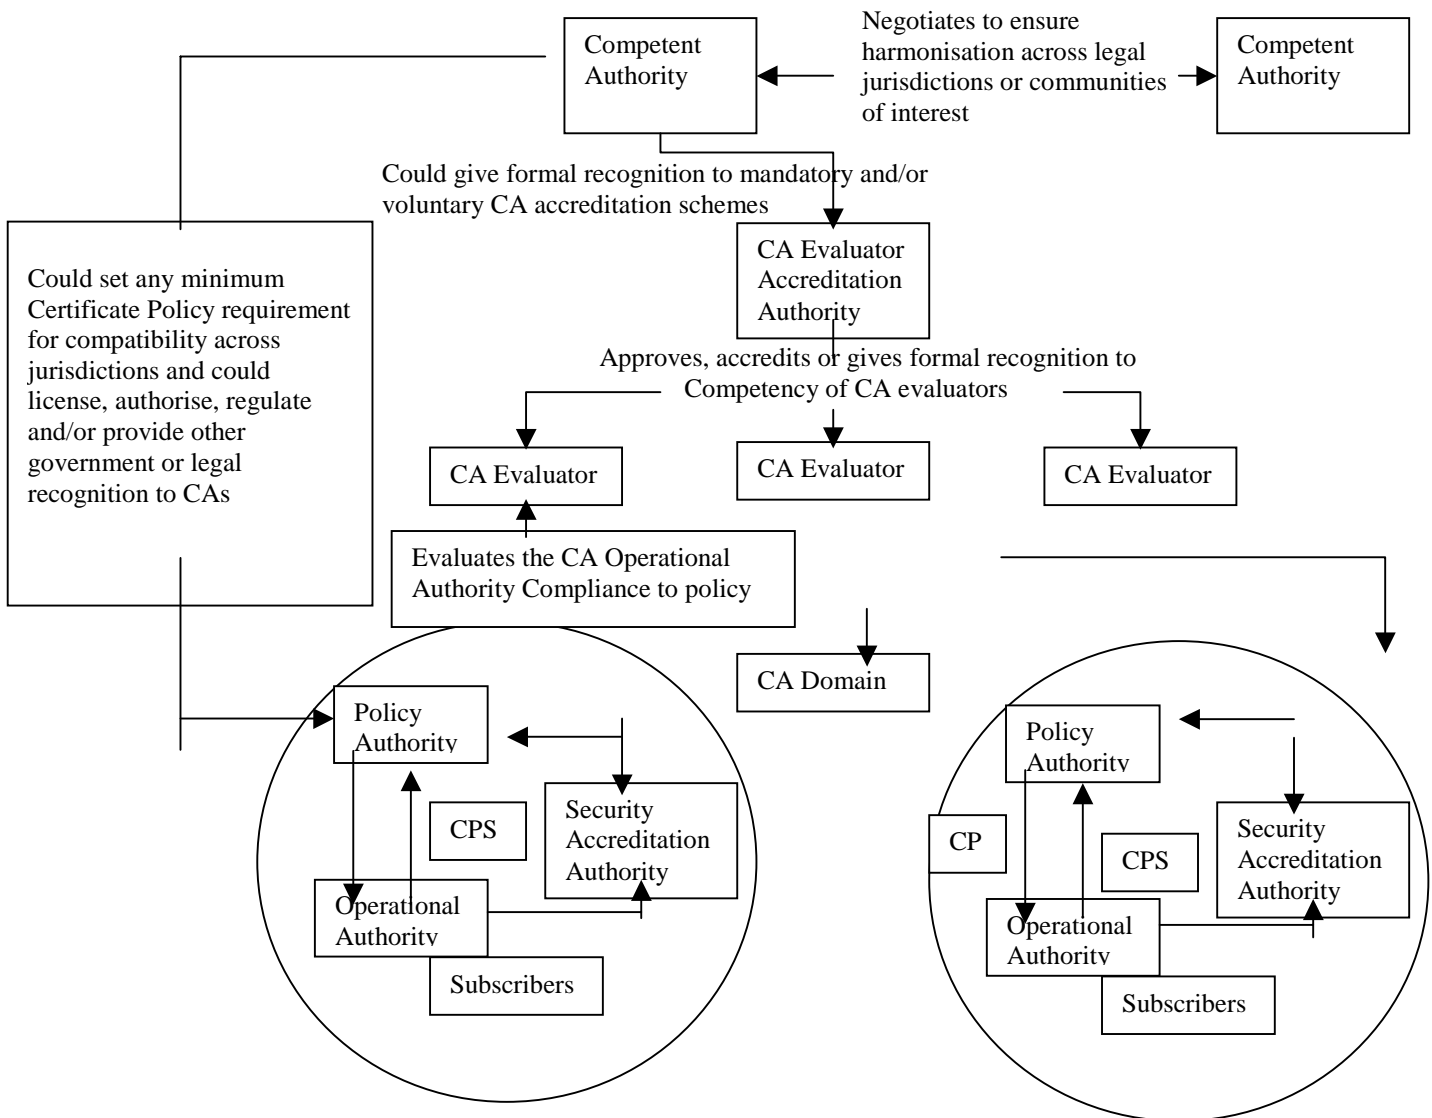 Competent
Authority
Negotiates to ensure
harmonisation across legal
jurisdictions or communities
of interest
Competent
Authority
Could give formal recognition to mandatory and/or
voluntary CA accreditation schemes
CA Evaluator
Accreditation
Authority
Could set any minimum
Certificate Policy requirement
for compatibility across
jurisdictions and could
license, authorise, regulate
and/or provide other
government or legal
recognition to CAs
Approves, accredits or gives formal recognition to
Competency of CA evaluators
CA Evaluator
CA Evaluator
CA Evaluator
Evaluates the CA Operational
Authority Compliance to policy
CA Domain
Policy
Authority
CPS
Security
Accreditation
Authority
Operational
Authority
Subscribers
Policy
Authority
CP
CPS
Security
Accreditation
Authority
Operational
Authority
Subscribers